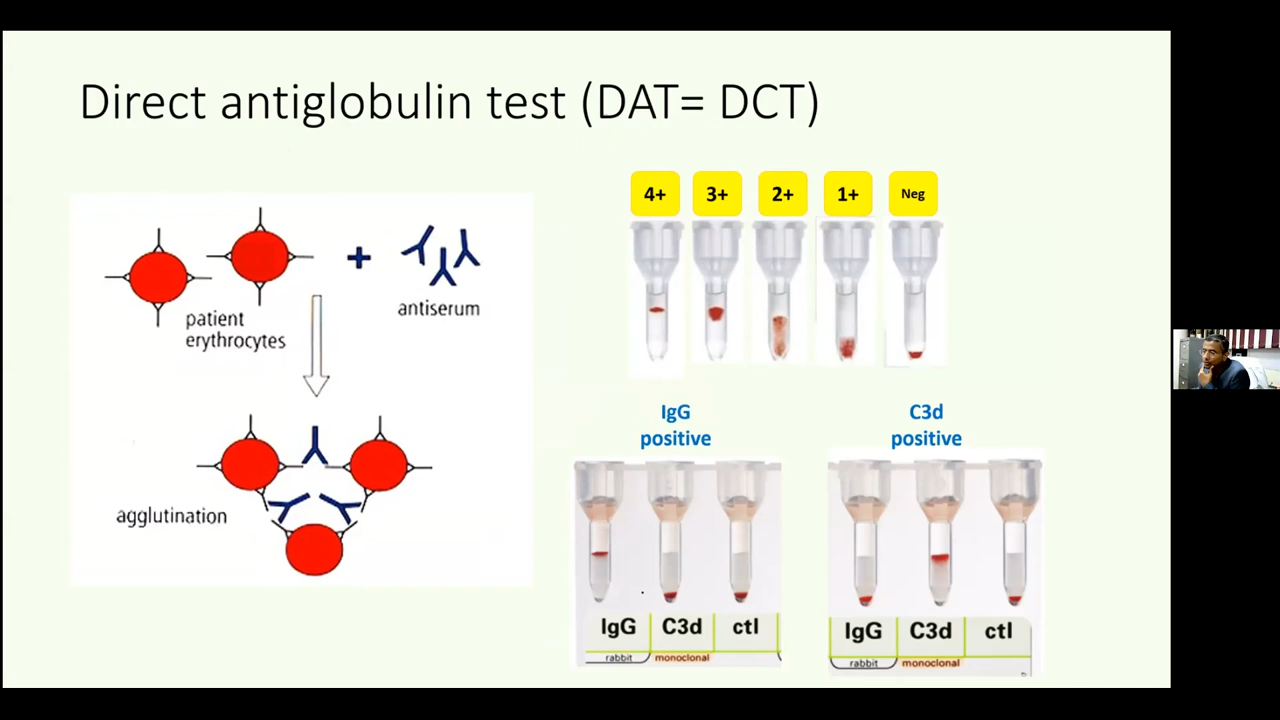 Direct antiglobulin test (DAT= DCT)
patient
erythrocytes
+
antiserum
agglutination
4+
3+
2+
1+
Neg
IgG
positive
IgG
C3d
ctl
rabbit
monoclonal
C3d
positive
IgG
C3d
ctl
rabbit
monoclonal